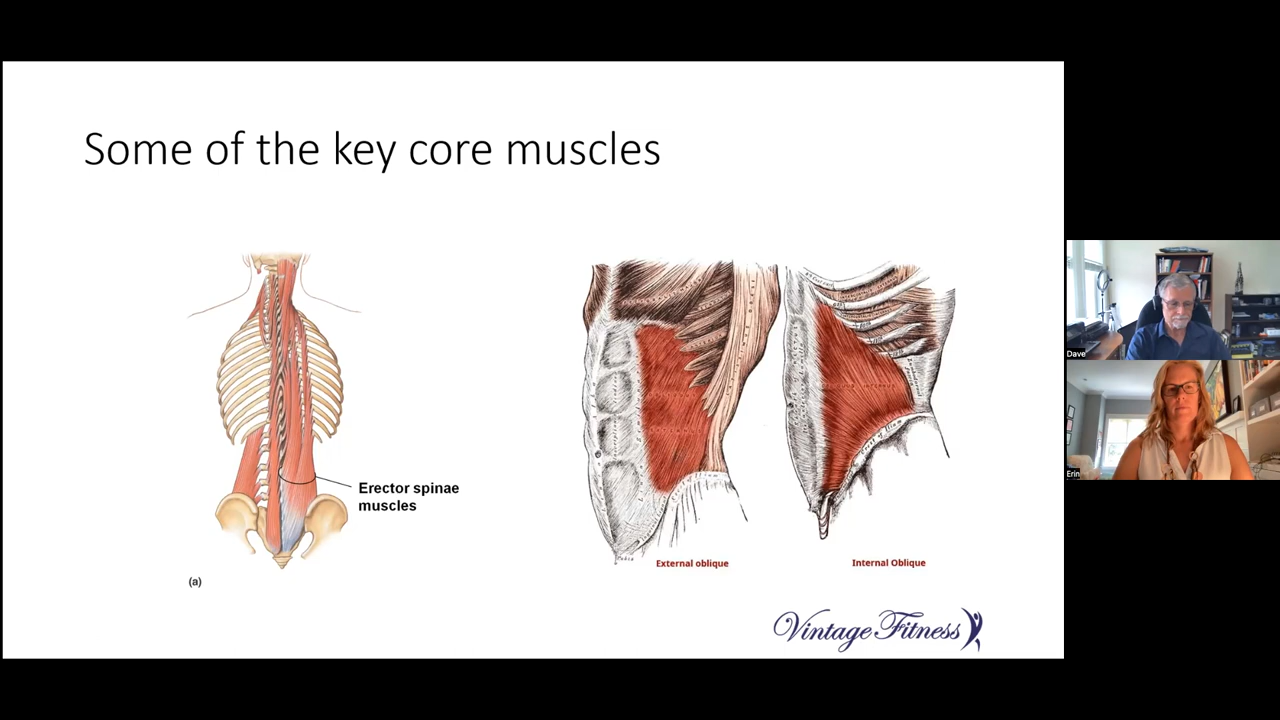 Some of the key core muscles
Erector spinae
muscles
(a)
External oblique
Internal Oblique
Vintage Fitness
Dave
Erin